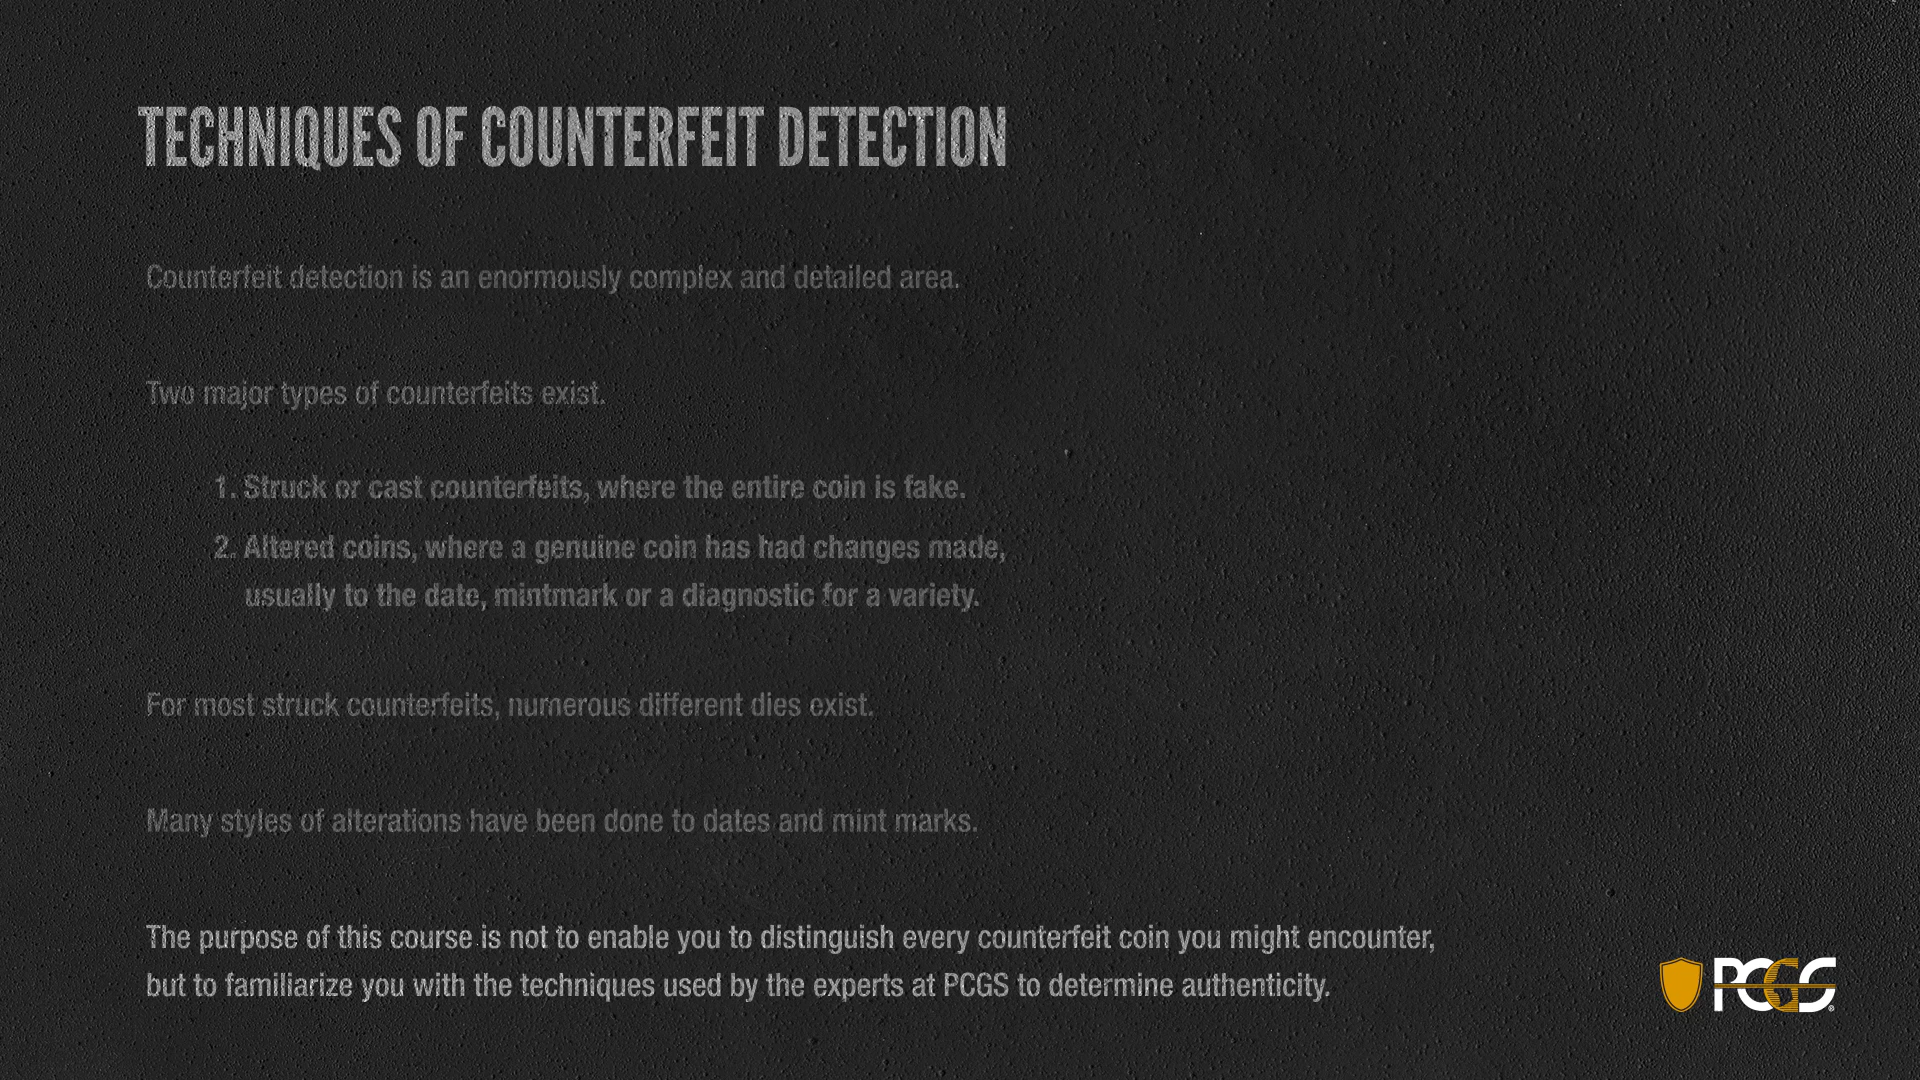 TECHNIQUES OF COUNTERFEIT DETECTION
Counterfeit detection is an enormously complex and detailed area.
Two major types of counterfeits exist.
1. Struck or cast counterfeits, where the entire coin is fake.
2. Altered coins, where a genuine coin has had changes made,
usually to the date, mintmark or a diagnostic for a variety.
For most struck counterfeits, numerous different dies exist.
Many styles of alterations have been done to dates and mint marks.
The purpose of this course is not to enable you to distinguish every counterfeit coin you might encounter,
but to familiarize you with the techniques used by the experts at PCGS to determine authenticity.
PCGS®